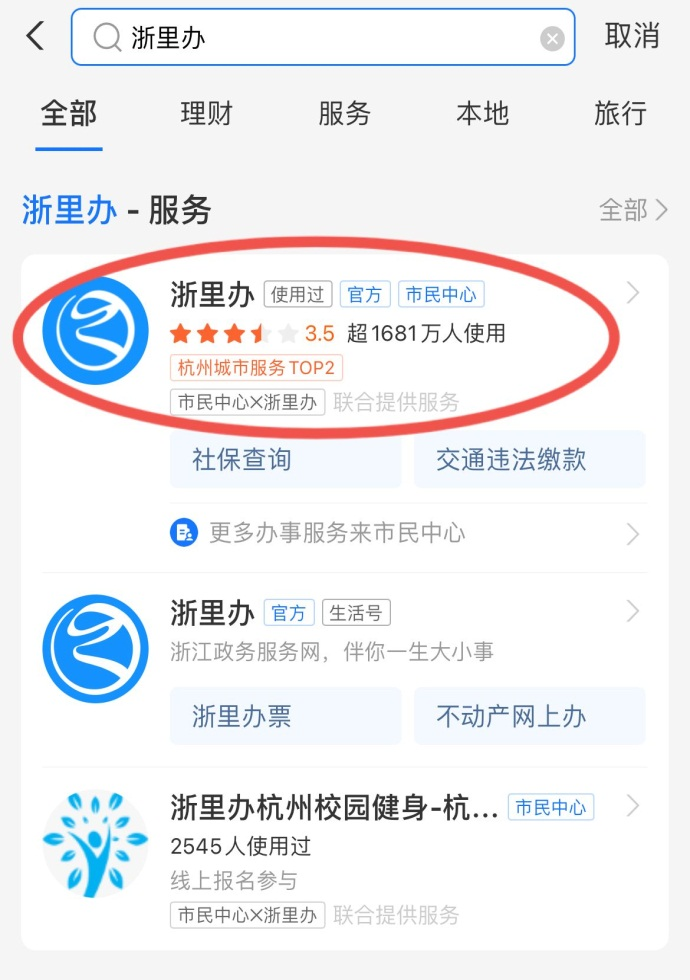 浙里办
取消
全部 理财 服务 本地 旅行
浙里办 - 服务
全部
浙里办 使用过 官方 市民中心
3.5 超1681万人使用
杭州城市服务TOP2
市民中心×浙里办 联合提供服务
社保查询 交通违法缴款
更多办事服务来市民中心
浙里办 官方 生活号
浙江政务服务网，伴你一生大小事
浙里办票 不动产网上办
浙里办杭州校园健身-杭... 市民中心
2545人使用过
线上报名参与
市民中心×浙里办 联合提供服务